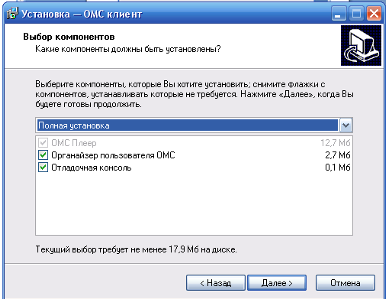 Установка — ОМС клиент
Выбор компонентов
Какие компоненты должны быть установлены?
Выберите компоненты, которые Вы хотите установить; снимите флажки с
компонентов, устанавливать которые не требуется. Нажмите «Далее», когда Вы
будете готовы продолжить.
Полная установка
ОМС Плеер 12,7 Мб
Органайзер пользователя ОМС 2,7 Мб
Отладочная консоль 0,1 Мб
Текущий выбор требует не менее 17,9 Мб на диске.
< Назад Далее > Отмена